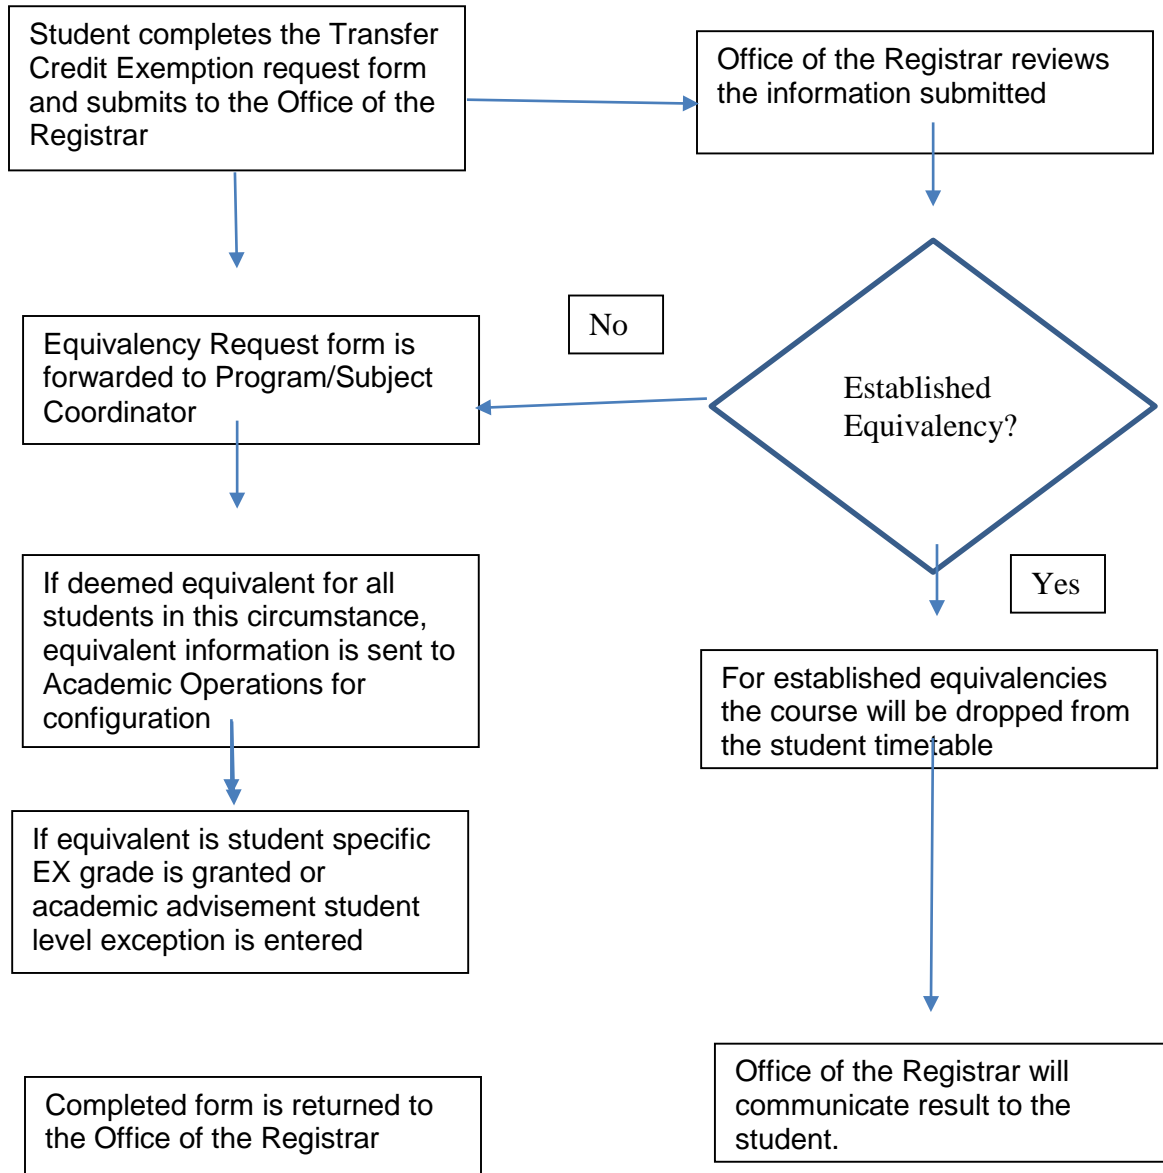 Student completes the Transfer
Credit Exemption request form
and submits to the Office of the
Registrar
Office of the Registrar reviews
the information submitted
No
Equivalency Request form is
forwarded to Program/Subject
Coordinator
Established
Equivalency?
If deemed equivalent for all
students in this circumstance,
equivalent information is sent to
Academic Operations for
configuration
Yes
For established equivalencies
the course will be dropped from
the student timetable
If equivalent is student specific
EX grade is granted or
academic advisement student
level exception is entered
Completed form is returned to
the Office of the Registrar
Office of the Registrar will
communicate result to the
student.